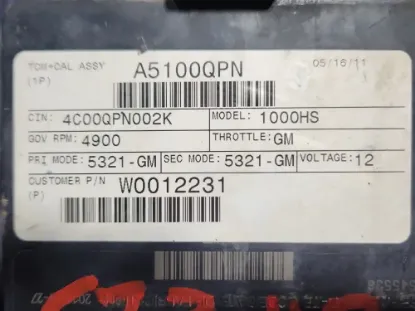 TCM+CAL ASSY A5100QPN 05/16/11
(1P)
CIN: 4C00QPN002K MODEL: 1000HS
GOV RPM: 4900 THROTTLE: GM
PRI MODE: 5321-GM SEC MODE: 5321-GM VOLTAGE: 12
CUSTOMER P/N W0012231
(P)